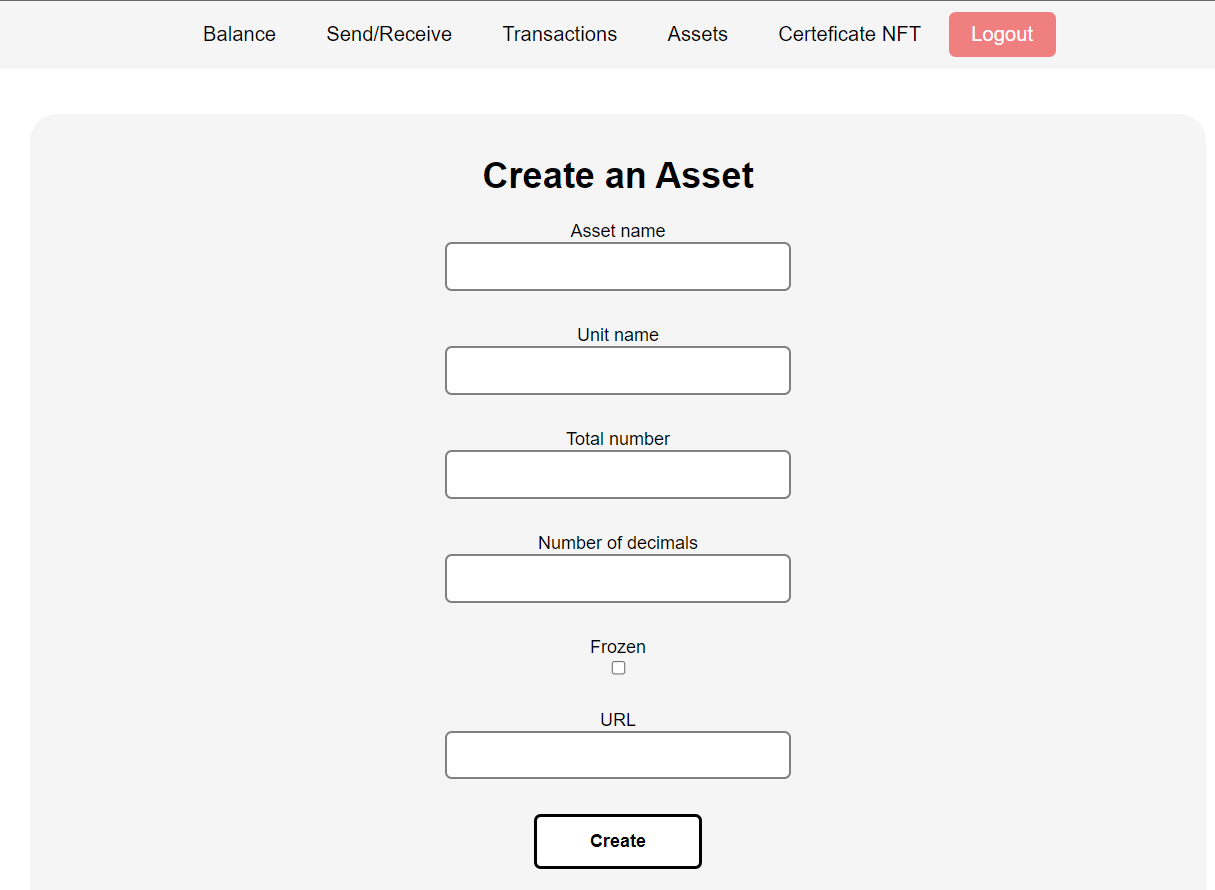 Balance Send/Receive Transactions Assets Certeficate NFT Logout
Create an Asset
Asset name
Unit name
Total number
Number of decimals
Frozen
URL
Create